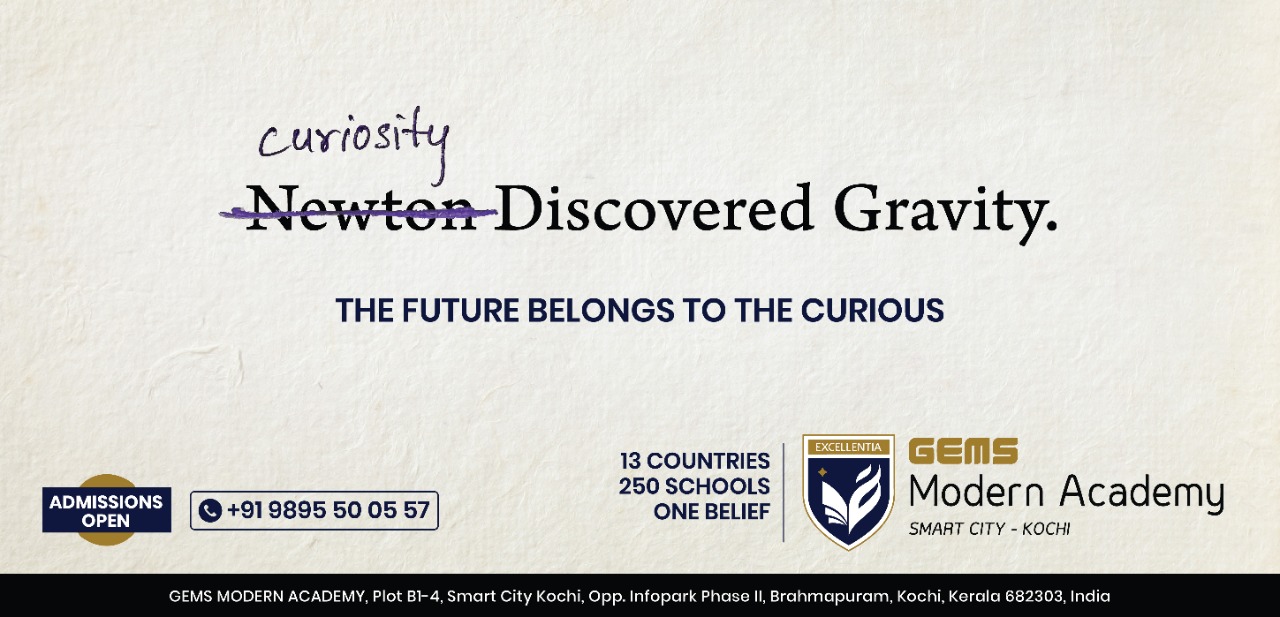 curiosity
Newton Discovered Gravity.
THE FUTURE BELONGS TO THE CURIOUS
ADMISSIONS
OPEN
+91 9895 50 05 57
13 COUNTRIES
250 SCHOOLS
ONE BELIEF
EXCELLENTIA
GEMS
Modern Academy
SMART CITY - KOCHI
GEMS MODERN ACADEMY, Plot B1-4, Smart City Kochi, Opp. Infopark Phase II, Brahmapuram, Kochi, Kerala 682303, India